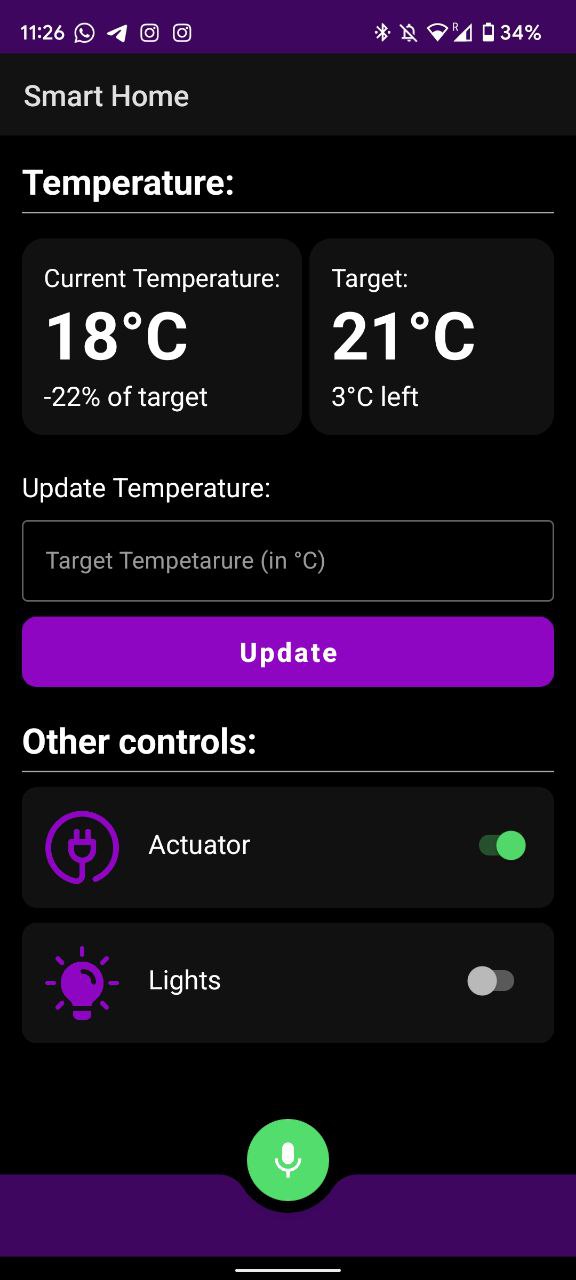 11:26 R 34%
Smart Home
Temperature:
Current Temperature: Target:
18°C 21°C
-22% of target 3°C left
Update Temperature:
Target Tempetarure (in °C)
Update
Other controls:
Actuator
Lights